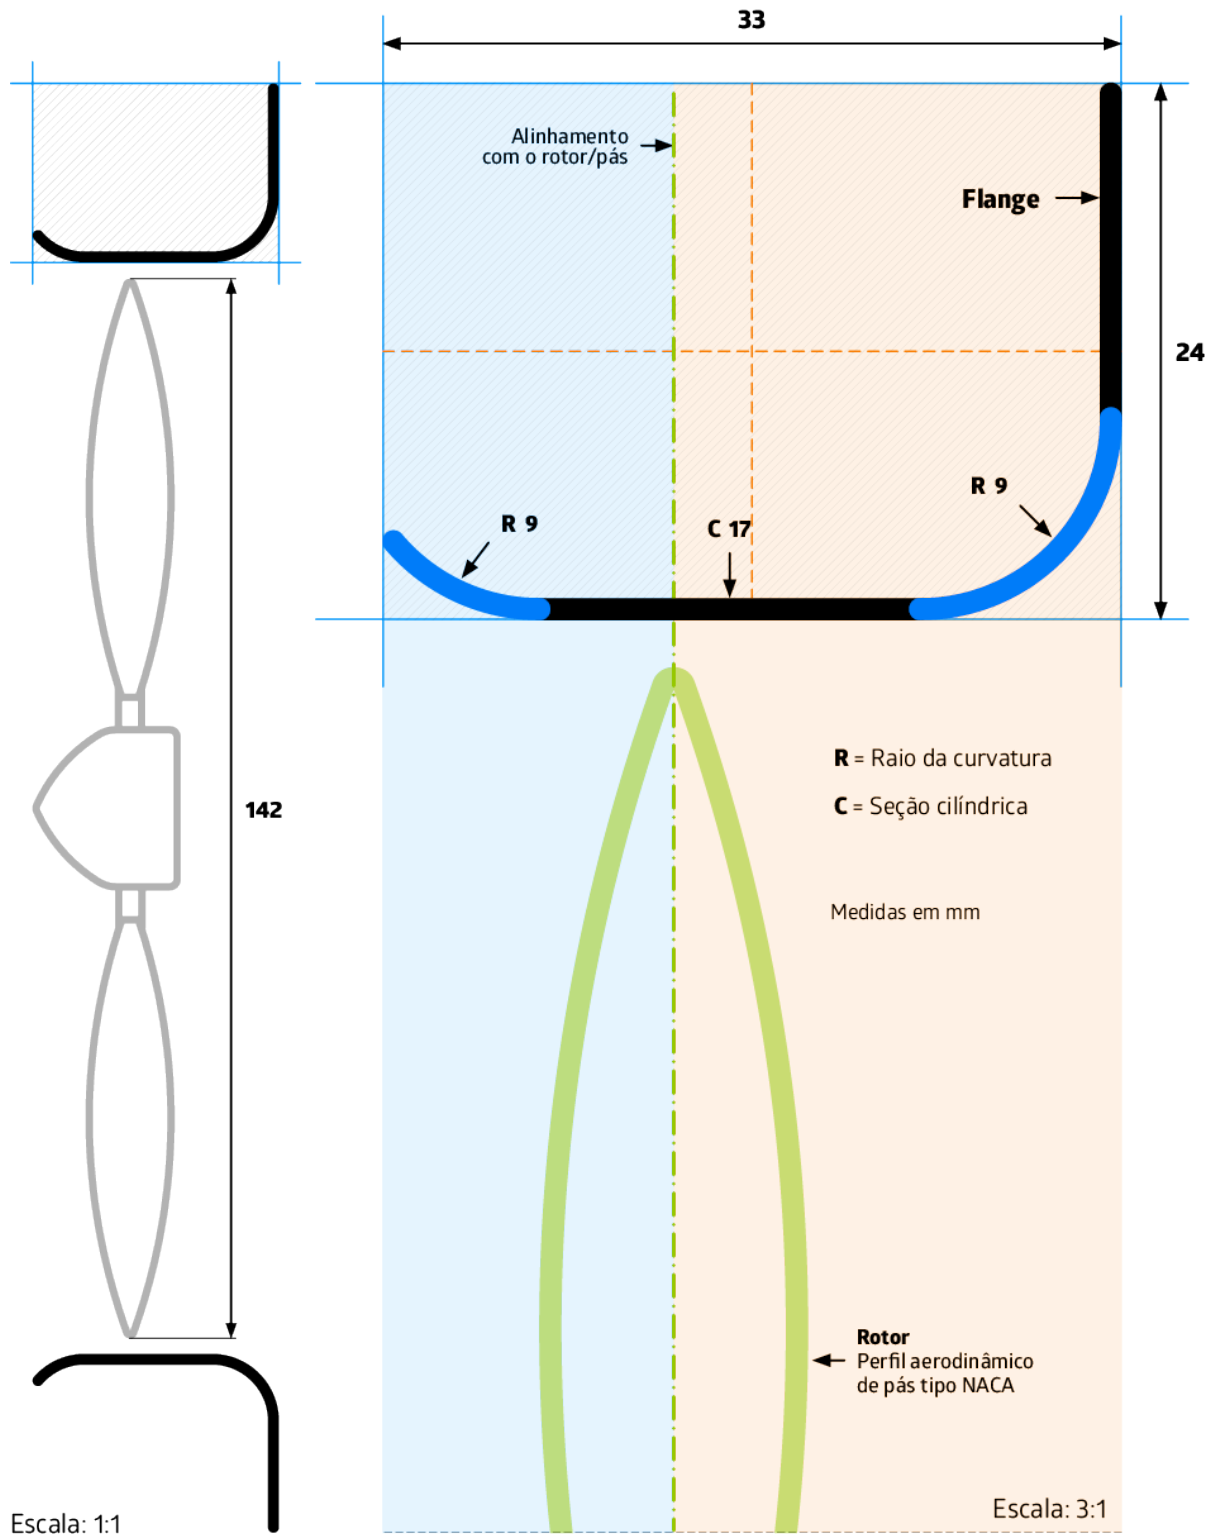 33
Alinhamento
com o rotor/pás
Flange
24
R 9
R 9
C 17
R = Raio da curvatura
C = Seção cilíndrica
142
Medidas em mm
Rotor
Perfil aerodinâmico
de pás tipo NACA
Escala: 3:1
Escala: 1:1